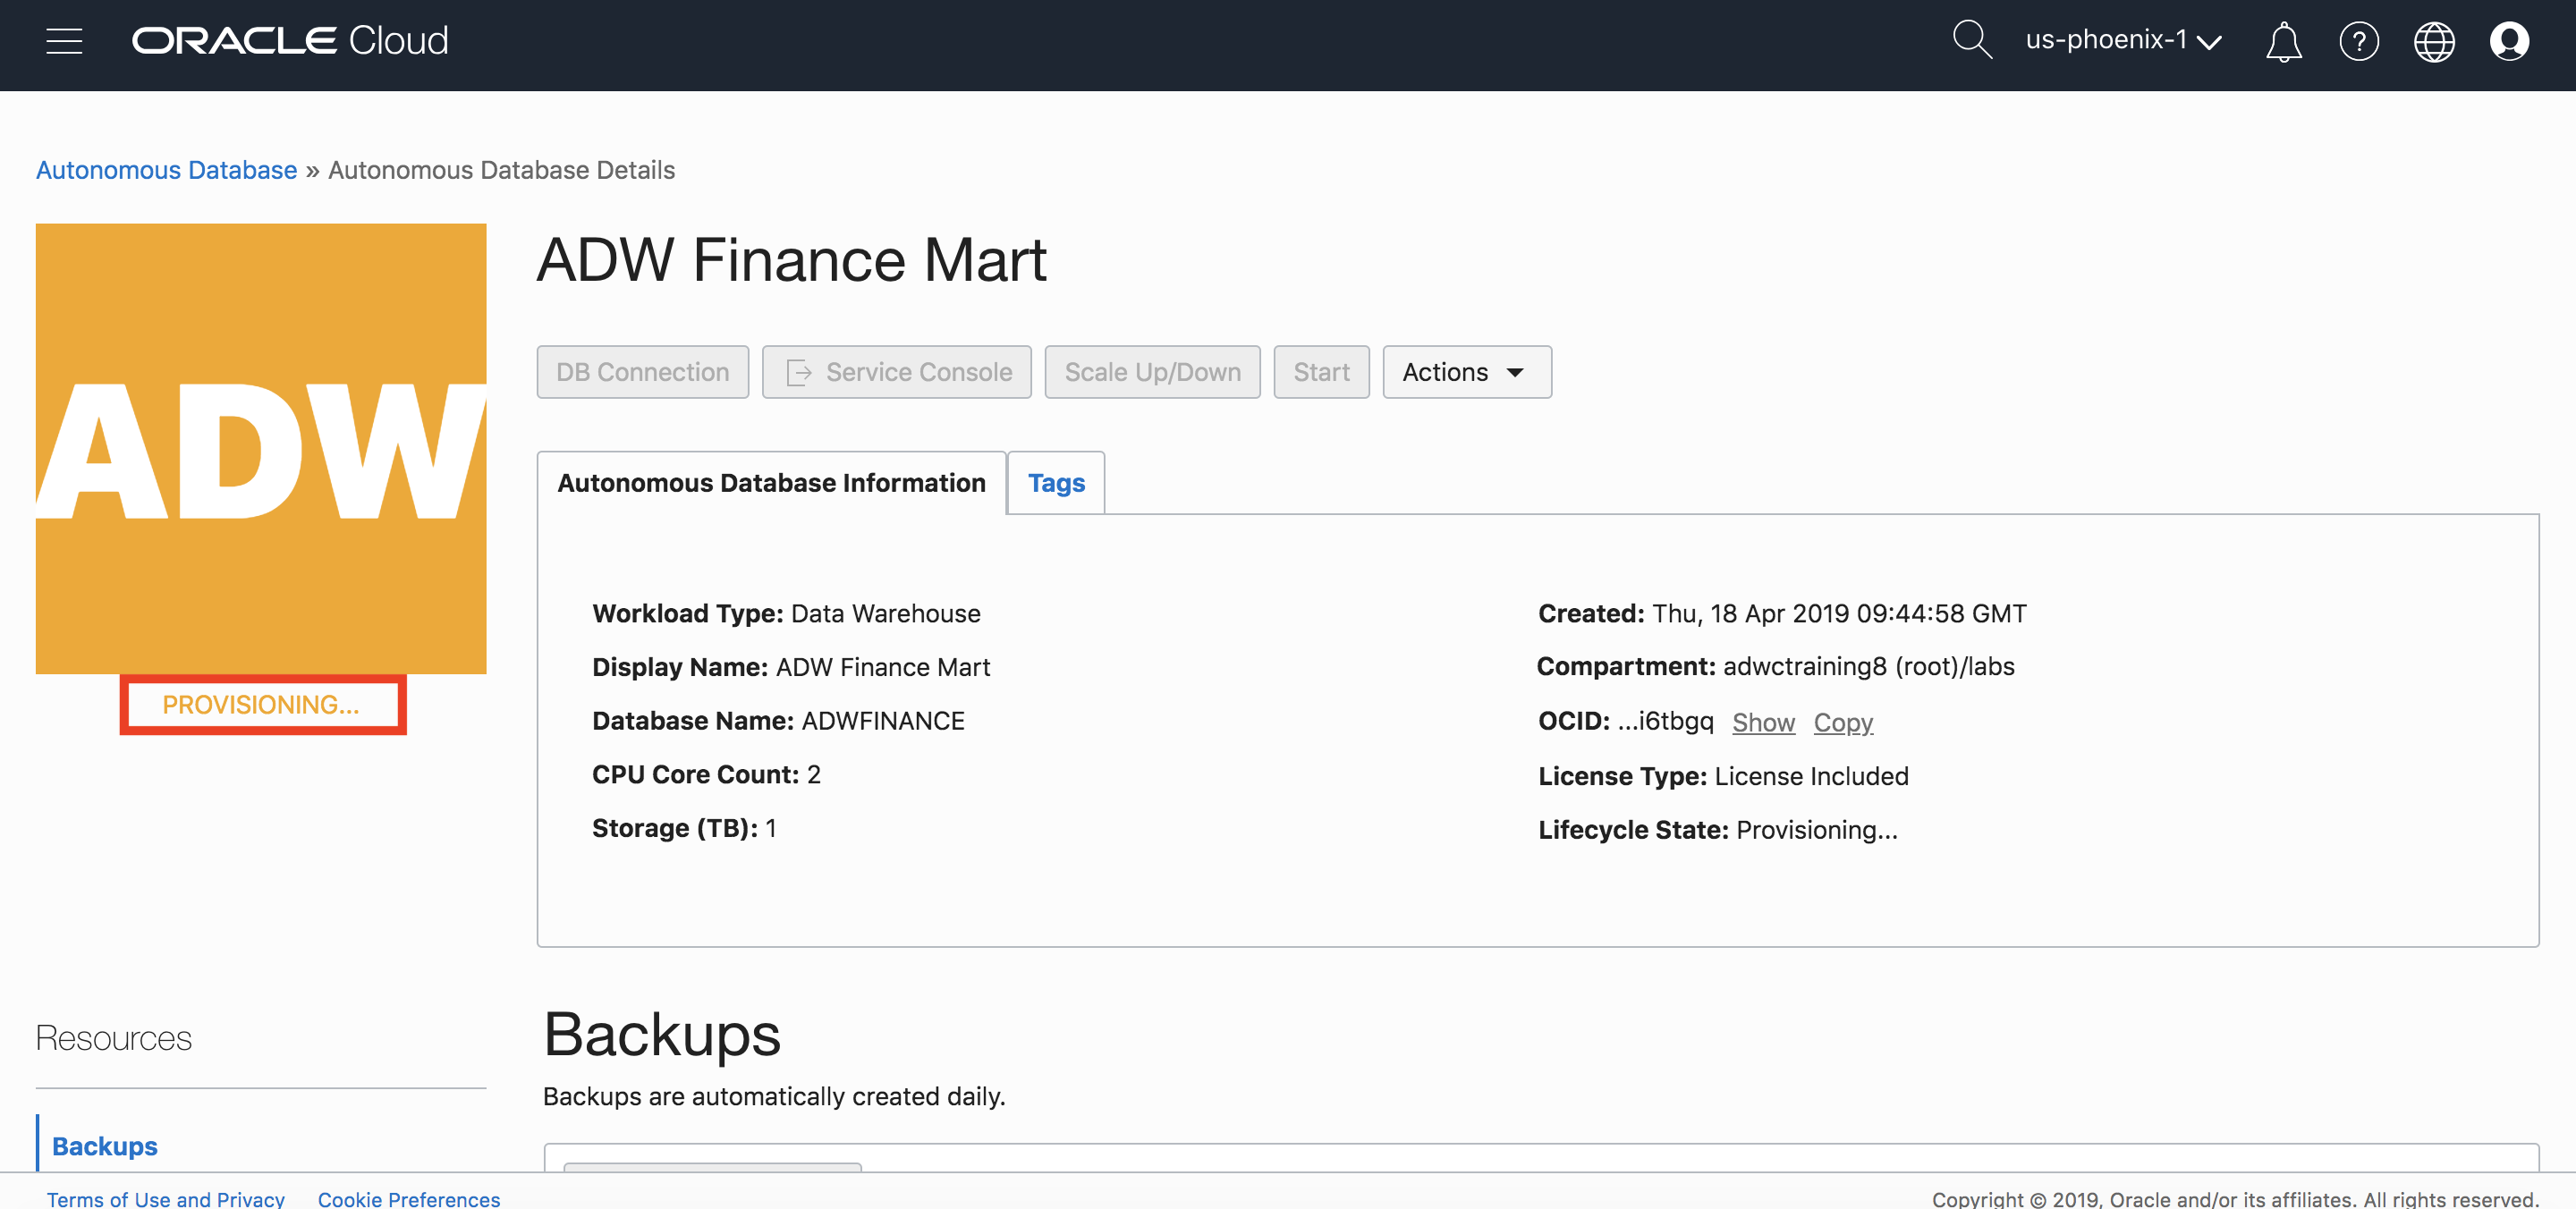 ORACLE Cloud
us-phoenix-1
Autonomous Database » Autonomous Database Details
ADW
PROVISIONING...
ADW Finance Mart
DB Connection
Service Console
Scale Up/Down
Start
Actions
Autonomous Database Information
Tags
Workload Type: Data Warehouse
Display Name: ADW Finance Mart
Database Name: ADWFINANCE
CPU Core Count: 2
Storage (TB): 1
Created: Thu, 18 Apr 2019 09:44:58 GMT
Compartment: adwctraining8 (root)/labs
OCID: ...i6tbgq Show Copy
License Type: License Included
Lifecycle State: Provisioning...
Resources
Backups
Backups
Backups are automatically created daily.
Terms of Use and Privacy
Cookie Preferences
Copyright © 2019, Oracle and/or its affiliates. All rights reserved.